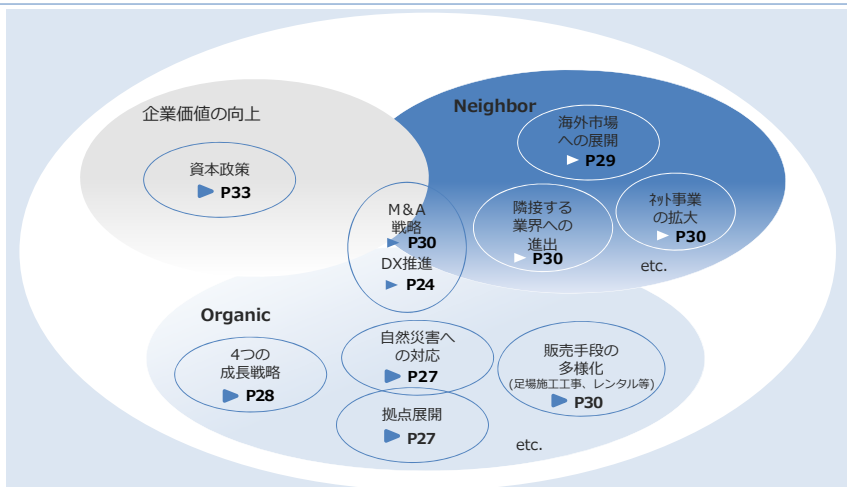 企業価値の向上
資本政策
▶ P33
Neighbor
海外市場
への展開
▶ P29
隣接する
業界への
進出
▶ P30
ﾈｯﾄ事業
の拡大
▶ P30
etc.
M&A
戦略
▶ P30
DX推進
▶ P24
Organic
4つの
成長戦略
▶ P28
自然災害へ
の対応
▶ P27
拠点展開
▶ P27
販売手段の
多様化
(足場施工工事、レンタル等)
▶ P30
etc.